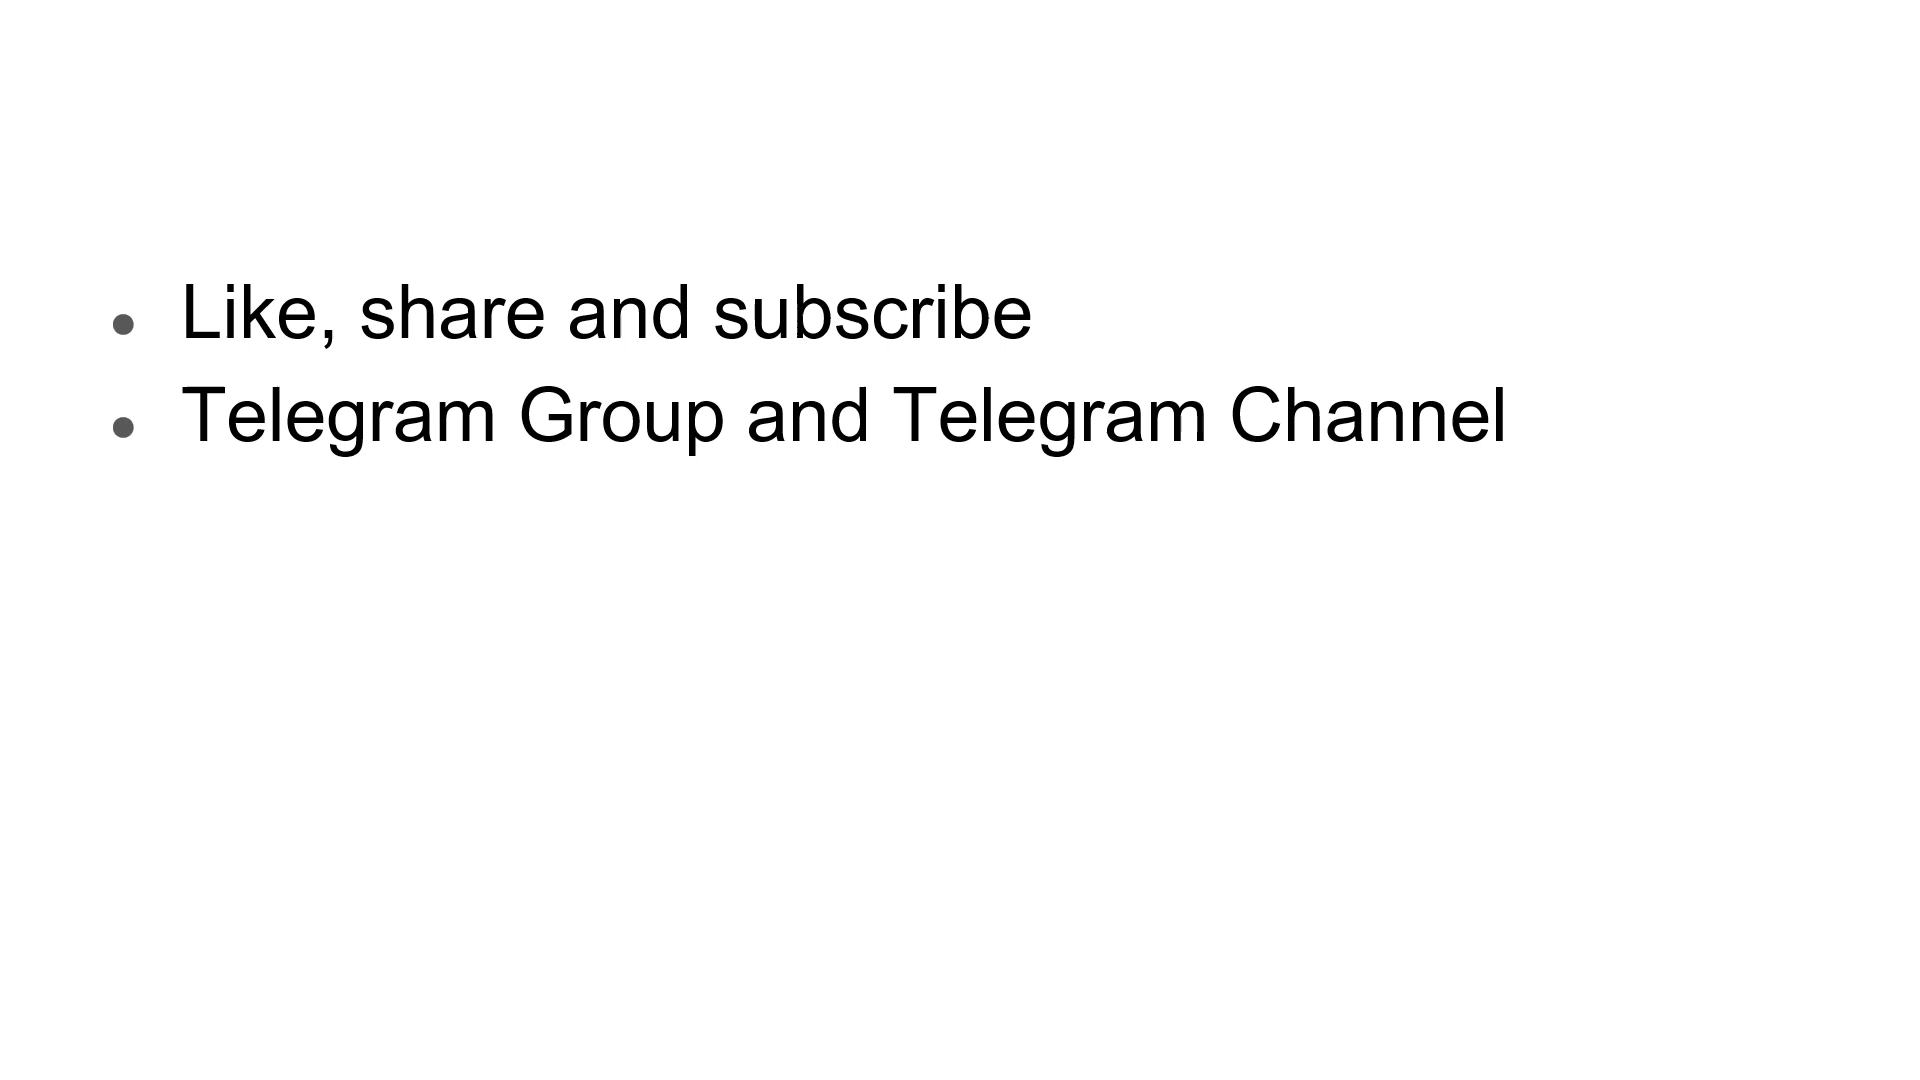 • Like, share and subscribe
• Telegram Group and Telegram Channel